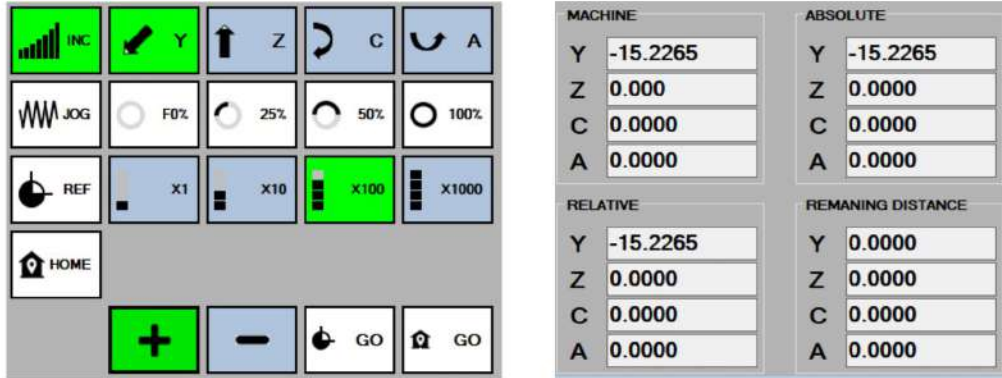 INC Y Z C A
JOG F0% 25% 50% 100%
REF X1 X10 X100 X1000
HOME
GO GO
MACHINE
Y -15.2265
Z 0.000
C 0.0000
A 0.0000
ABSOLUTE
Y -15.2265
Z 0.0000
C 0.0000
A 0.0000
RELATIVE
Y -15.2265
Z 0.0000
C 0.0000
A 0.0000
REMANING DISTANCE
Y 0.0000
Z 0.0000
C 0.0000
A 0.0000